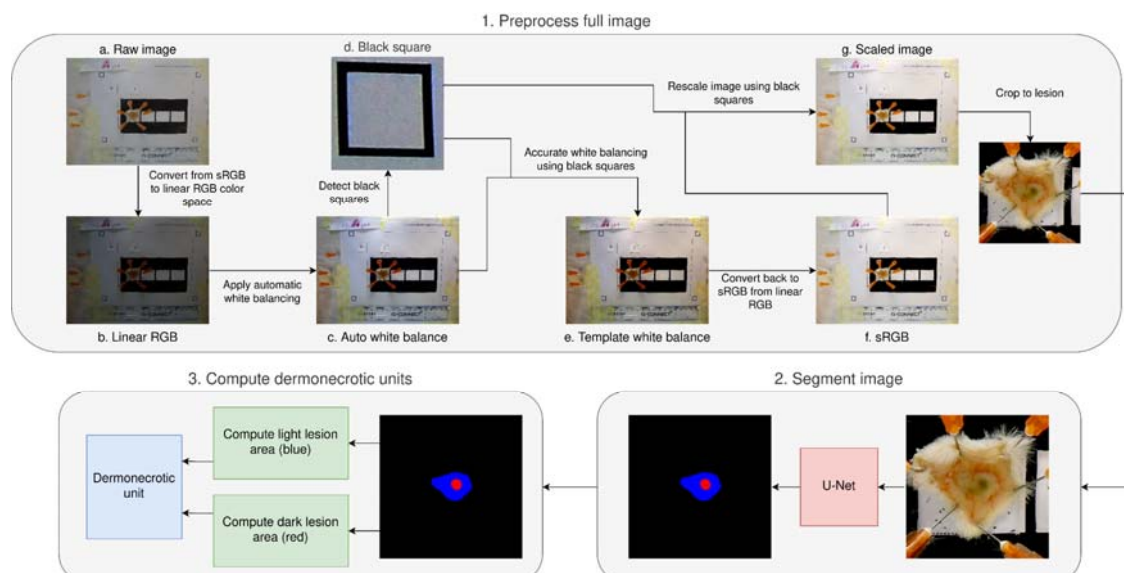 1. Preprocess full image
a. Raw image
d. Black square
g. Scaled image
Rescale image using black
squares
Crop to lesion
Convert from sRGB
to linear RGB color
space
Detect black
squares
Accurate white balancing
using black squares
Apply automatic
white balancing
Convert back to
sRGB from linear
RGB
b. Linear RGB
c. Auto white balance
e. Template white balance
f. sRGB
3. Compute dermonecrotic units
2. Segment image
Compute light lesion
area (blue)
Dermonecrotic
unit
U-Net
Compute dark lesion
area (red)